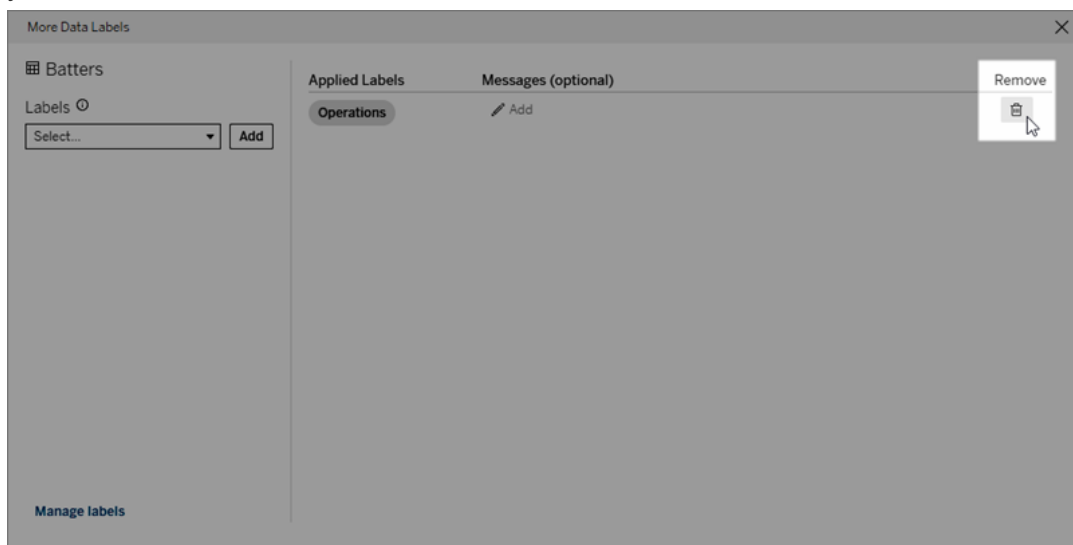 More Data Labels
Batters
Labels
Select...
Add
Manage labels
Applied Labels Messages (optional) Remove
Operations Add